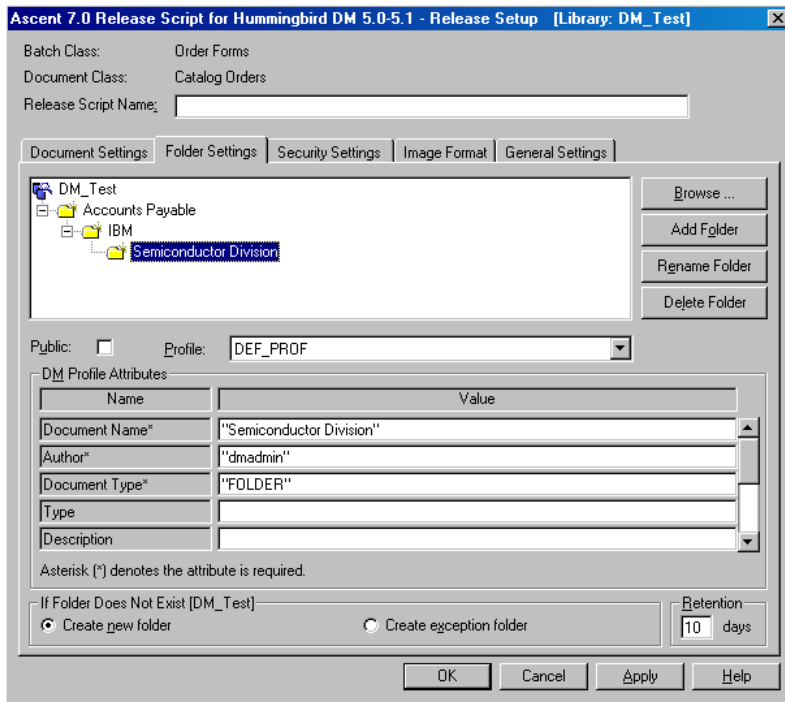 Ascent 7.0 Release Script for Hummingbird DM 5.0-5.1 - Release Setup [Library: DM_Test]
Batch Class: Order Forms
Document Class: Catalog Orders
Release Script Name:
Document Settings Folder Settings Security Settings Image Format General Settings
DM_Test
Accounts Payable
IBM
Semiconductor Division
Browse ...
Add Folder
Rename Folder
Delete Folder
Public: Profile: DEF_PROF
DM Profile Attributes
Name Value
Document Name* "Semiconductor Division"
Author* "dmadmin"
Document Type* "FOLDER"
Type
Description
Asterisk (*) denotes the attribute is required.
If Folder Does Not Exist [DM_Test] Retention
Create new folder Create exception folder 10 days
OK Cancel Apply Help